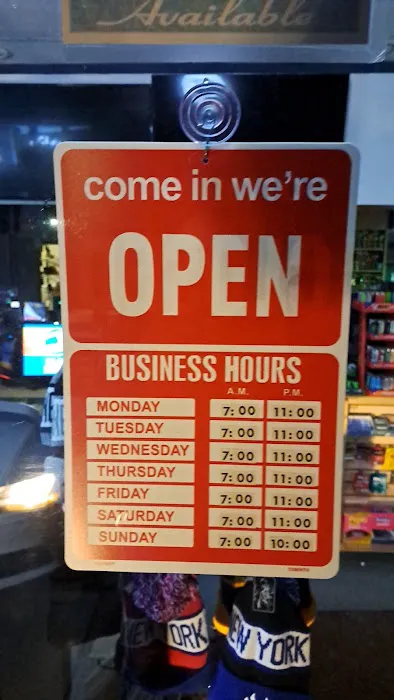 Available
come in we're
OPEN
BUSINESS HOURS
A.M. P.M.
MONDAY 7:00 11:00
TUESDAY 7:00 11:00
WEDNESDAY 7:00 11:00
THURSDAY 7:00 11:00
FRIDAY 7:00 11:00
SATURDAY 7:00 11:00
SUNDAY 7:00 10:00
YORK
NEW YORK